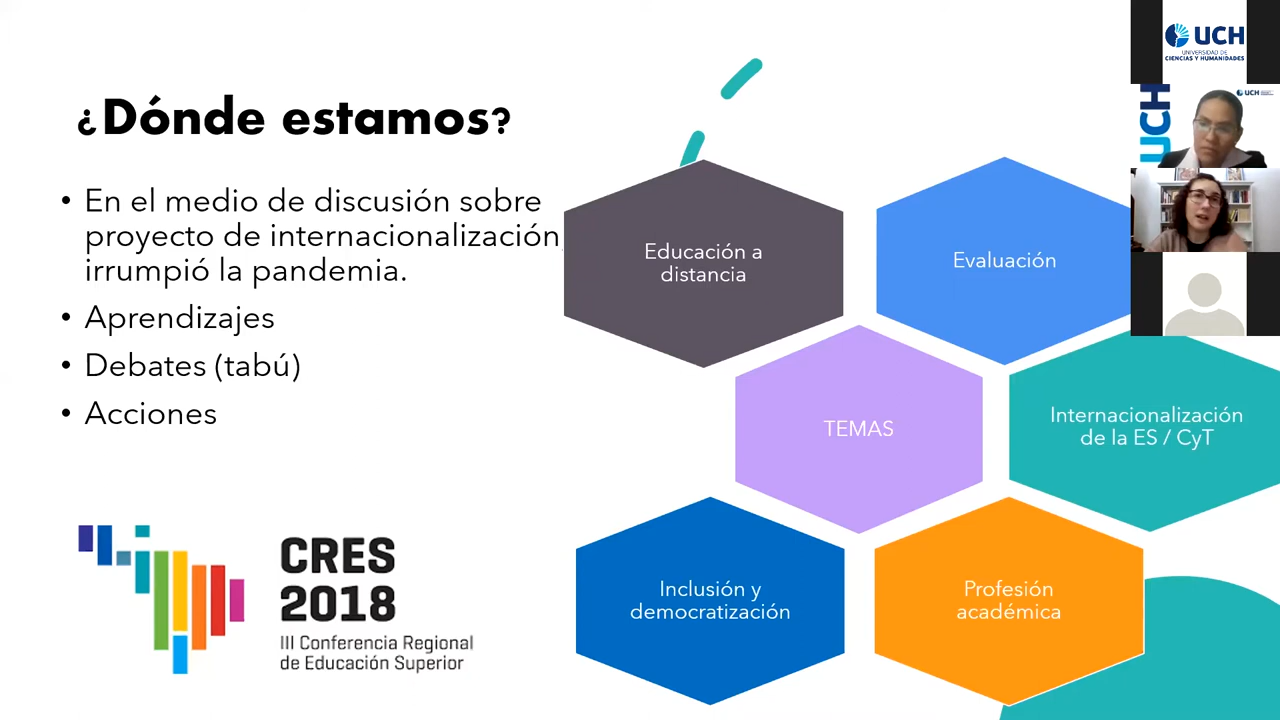 ¿Dónde estamos?
• En el medio de discusión sobre
proyecto de internacionalización,
irrumpió la pandemia.
• Aprendizajes
• Debates (tabú)
• Acciones
CRES
2018
III Conferencia Regional
de Educación Superior
Educación a
distancia
Evaluación
TEMAS
Internacionalización
de la ES / CyT
Inclusión y
democratización
Profesión
académica
UCH
UNIVERSIDAD DE
CIENCIAS Y HUMANIDADES
UCH
UCH